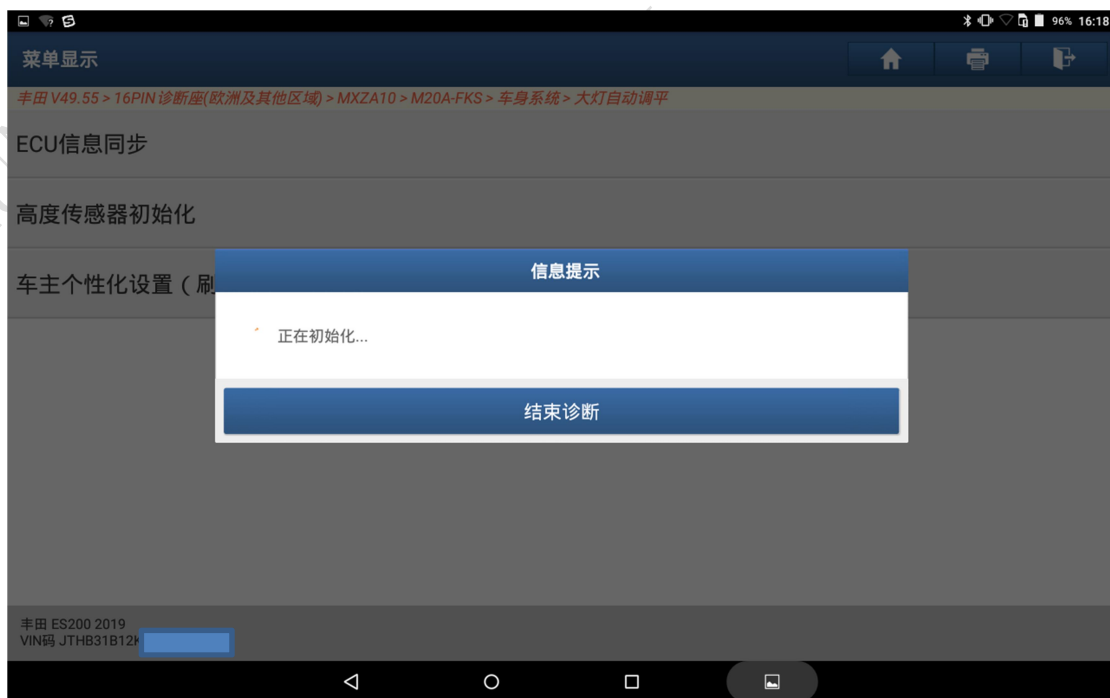 96% 16:18
菜单显示
丰田 V49.55 > 16PIN诊断座(欧洲及其他区域) > MXZA10 > M20A-FKS > 车身系统 > 大灯自动调平
ECU信息同步
高度传感器初始化
车主个性化设置（刷
信息提示
正在初始化...
结束诊断
丰田 ES200 2019
VIN码 JTHB31B12K